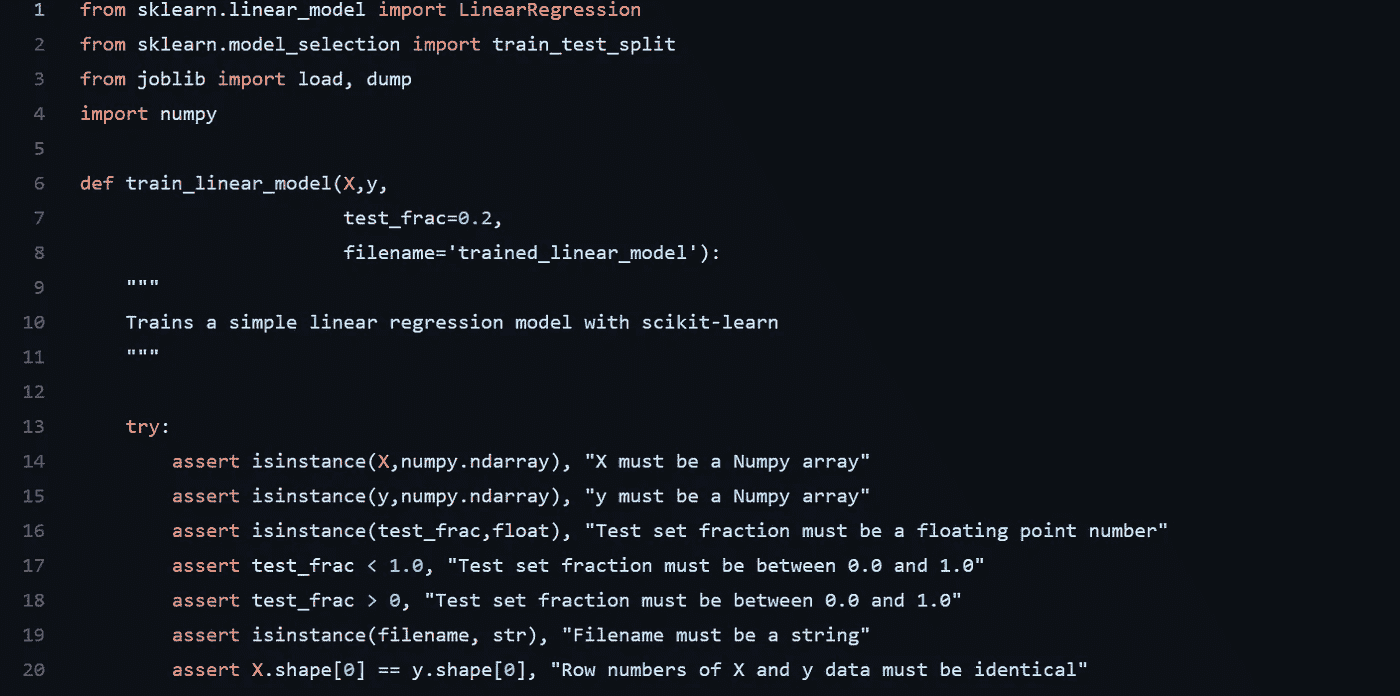 1 from sklearn.linear_model import LinearRegression
2 from sklearn.model_selection import train_test_split
3 from joblib import load, dump
4 import numpy
5
6 def train_linear_model(X,y,
7                        test_frac=0.2,
8                        filename='trained_linear_model'):
9     """
10     Trains a simple linear regression model with scikit-learn
11     """
12
13     try:
14         assert isinstance(X,numpy.ndarray), "X must be a Numpy array"
15         assert isinstance(y,numpy.ndarray), "y must be a Numpy array"
16         assert isinstance(test_frac,float), "Test set fraction must be a floating point number"
17         assert test_frac < 1.0, "Test set fraction must be between 0.0 and 1.0"
18         assert test_frac > 0, "Test set fraction must be between 0.0 and 1.0"
19         assert isinstance(filename, str), "Filename must be a string"
20         assert X.shape[0] == y.shape[0], "Row numbers of X and y data must be identical"